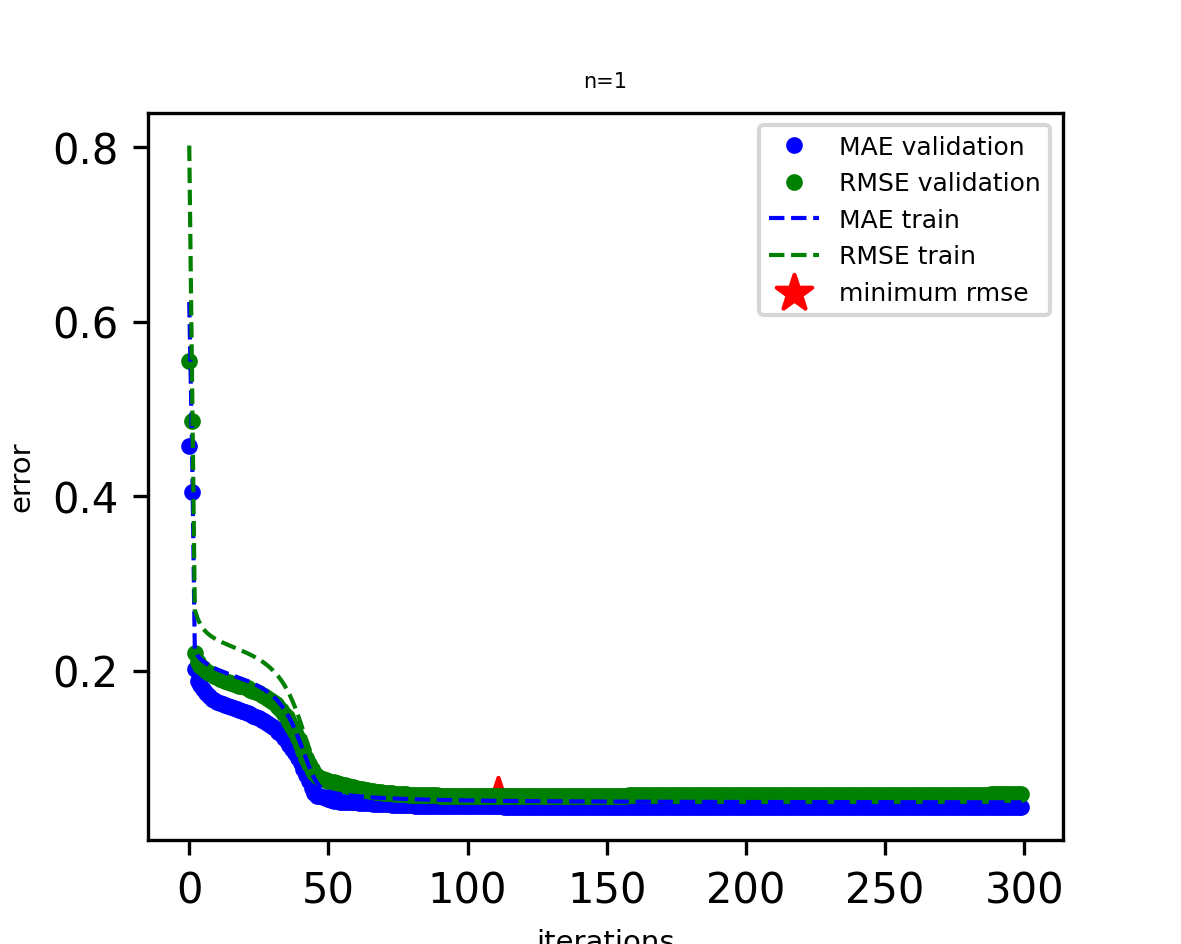 n=1
0.8
0.6
0.4
0.2
error
MAE validation
RMSE validation
MAE train
RMSE train
minimum rmse
0 50 100 150 200 250 300
iterations